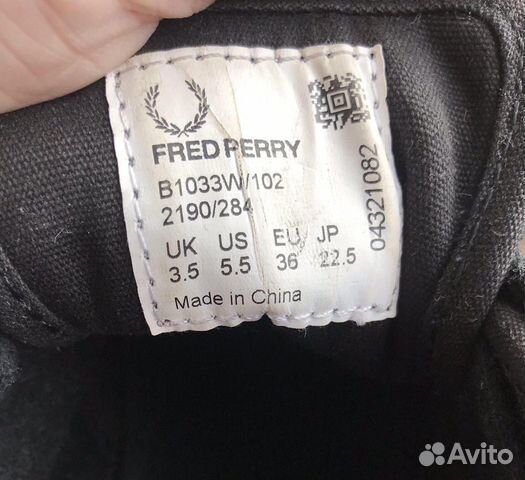 FRED PERRY
B1033W/102
2190/284
UK US EU JP
3.5 5.5 36 22.5
Made in China
04321082
Avito